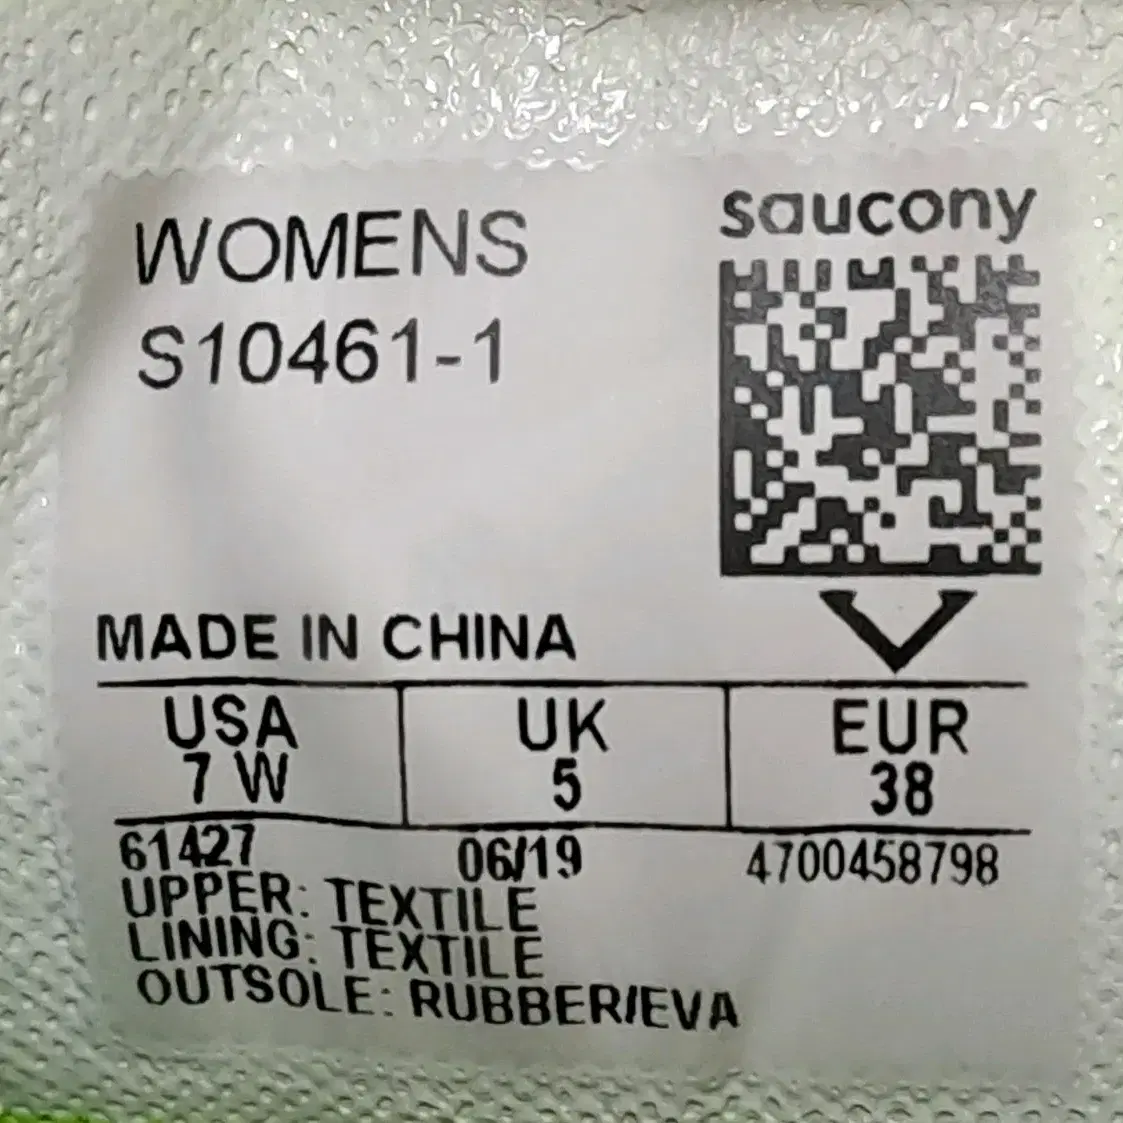 saucony
WOMENS
S10461-1
MADE IN CHINA
USA UK EUR
7 W 5 38
61427 06/19 4700458798
UPPER: TEXTILE
LINING: TEXTILE
OUTSOLE: RUBBER/EVA